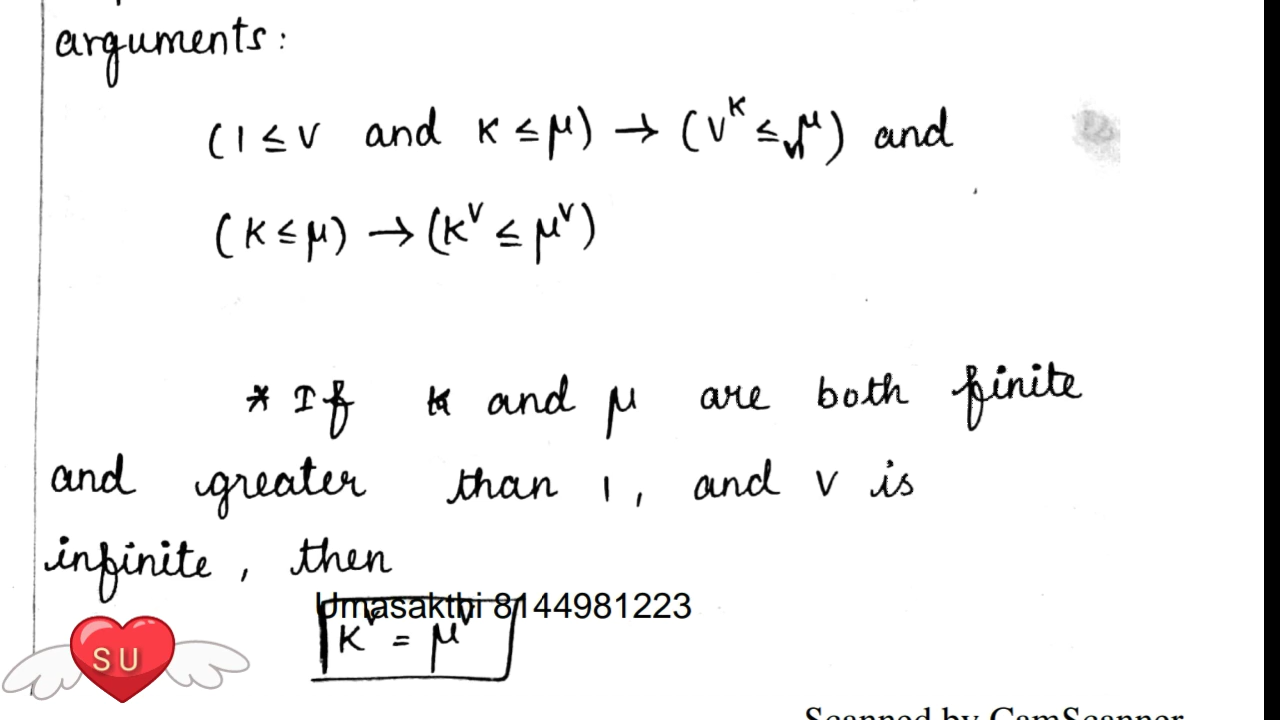 arguments:
(1 ≤ ν and κ ≤ μ) → (ν^κ ≤ ν^μ) and
(κ ≤ μ) → (κ^ν ≤ μ^ν)
* If κ and μ are both finite
and greater than 1, and ν is
infinite, then
Umasakthi 8144981223
κ^ν = μ^ν
SU
Scanned by CamScanner